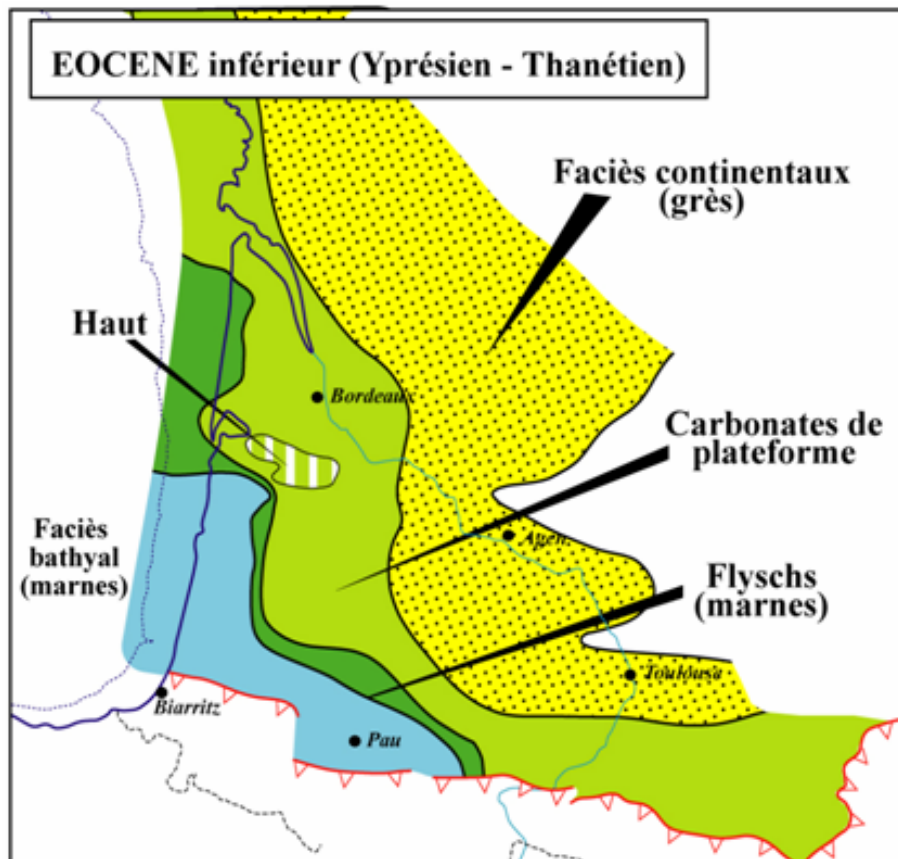 EOCENE inférieur (Yprésien - Thanétien)
Faciès continentaux
(grès)
Haut
Bordeaux
Carbonates de
plateforme
Faciès
bathyal
(marnes)
Agen
Flyschs
(marnes)
Toulouse
Biarritz
Pau